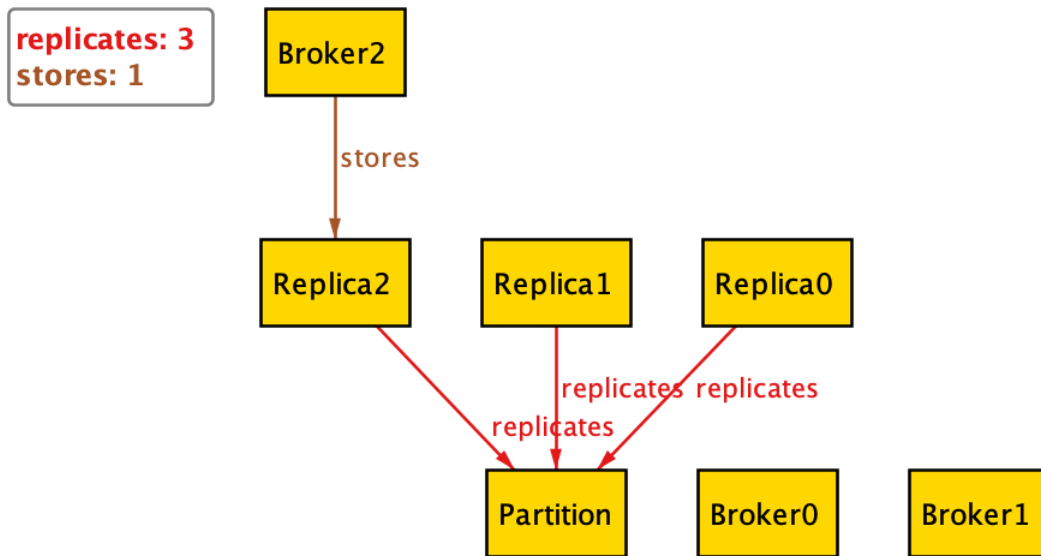 replicates: 3
stores: 1
Broker2
stores
Replica2
Replica1
Replica0
replicates
replicates
replicates
Partition
Broker0
Broker1